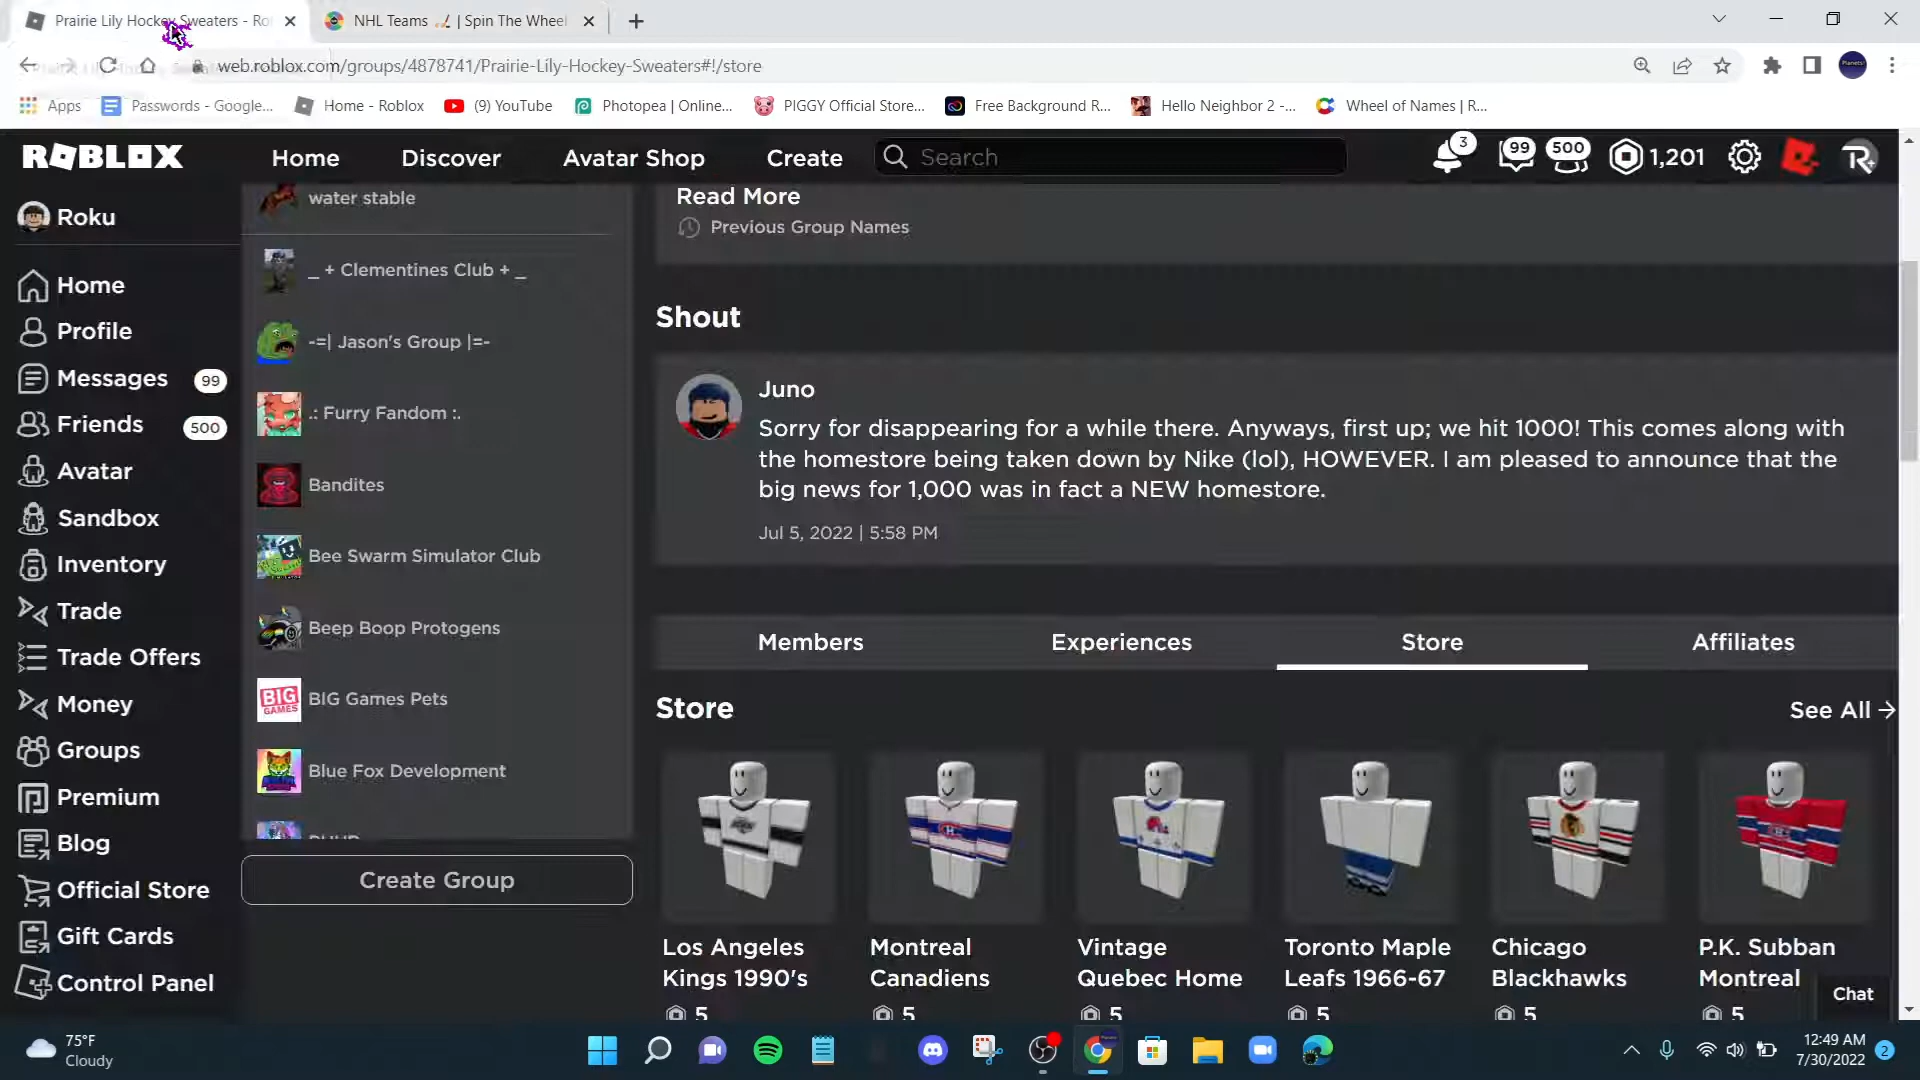 Prairie Lily Hockey Sweaters - Ro
NHL Teams 🏒 | Spin The Wheel
web.roblox.com/groups/4878741/Prairie-Lily-Hockey-Sweaters#!/store
Apps
Passwords - Google...
Home - Roblox
(9) YouTube
Photopea | Online...
PIGGY Official Store...
Free Background R...
Hello Neighbor 2 -...
Wheel of Names | R...
ROBLOX
Home
Discover
Avatar Shop
Create
Search
3
99
500
1,201
Roku
Home
Profile
Messages
99
Friends
500
Avatar
Sandbox
Inventory
Trade
Trade Offers
Money
Groups
Premium
Blog
Official Store
Gift Cards
Control Panel
water stable
_ + Clementines Club + _
-=| Jason's Group |=-
.: Furry Fandom :.
Bandites
Bee Swarm Simulator Club
Beep Boop Protogens
BIG GAMES
BIG Games Pets
Blue Fox Development
Create Group
Read More
Previous Group Names
Shout
Juno
Sorry for disappearing for a while there. Anyways, first up; we hit 1000! This comes along with
the homestore being taken down by Nike (lol), HOWEVER. I am pleased to announce that the
big news for 1,000 was in fact a NEW homestore.
Jul 5, 2022 | 5:58 PM
Members
Experiences
Store
Affiliates
Store
See All →
Los Angeles
Kings 1990's
5
Montreal
Canadiens
5
Vintage
Quebec Home
5
Toronto Maple
Leafs 1966-67
5
Chicago
Blackhawks
5
P.K. Subban
Montreal
5
Chat
75°F
Cloudy
12:49 AM
7/30/2022
2